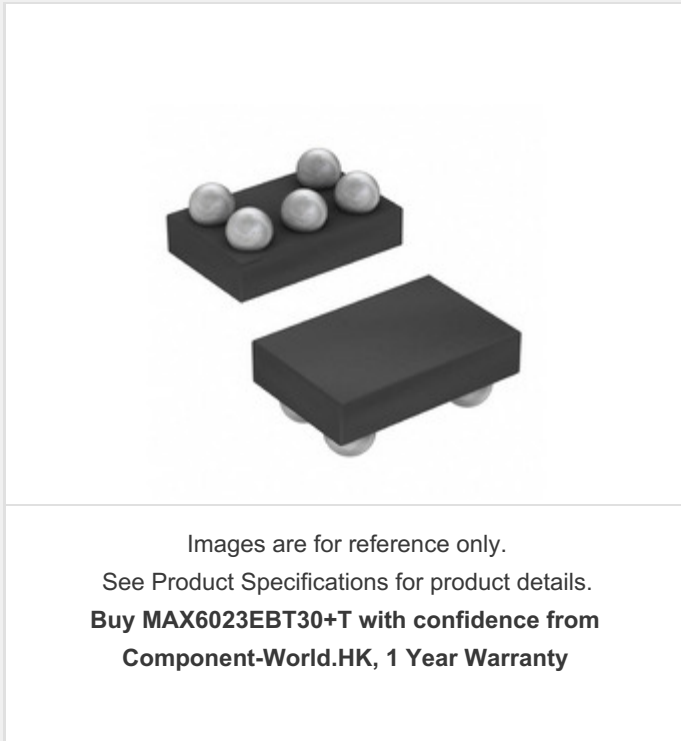 Images are for reference only.
See Product Specifications for product details.
Buy MAX6023EBT30+T with confidence from
Component-World.HK, 1 Year Warranty